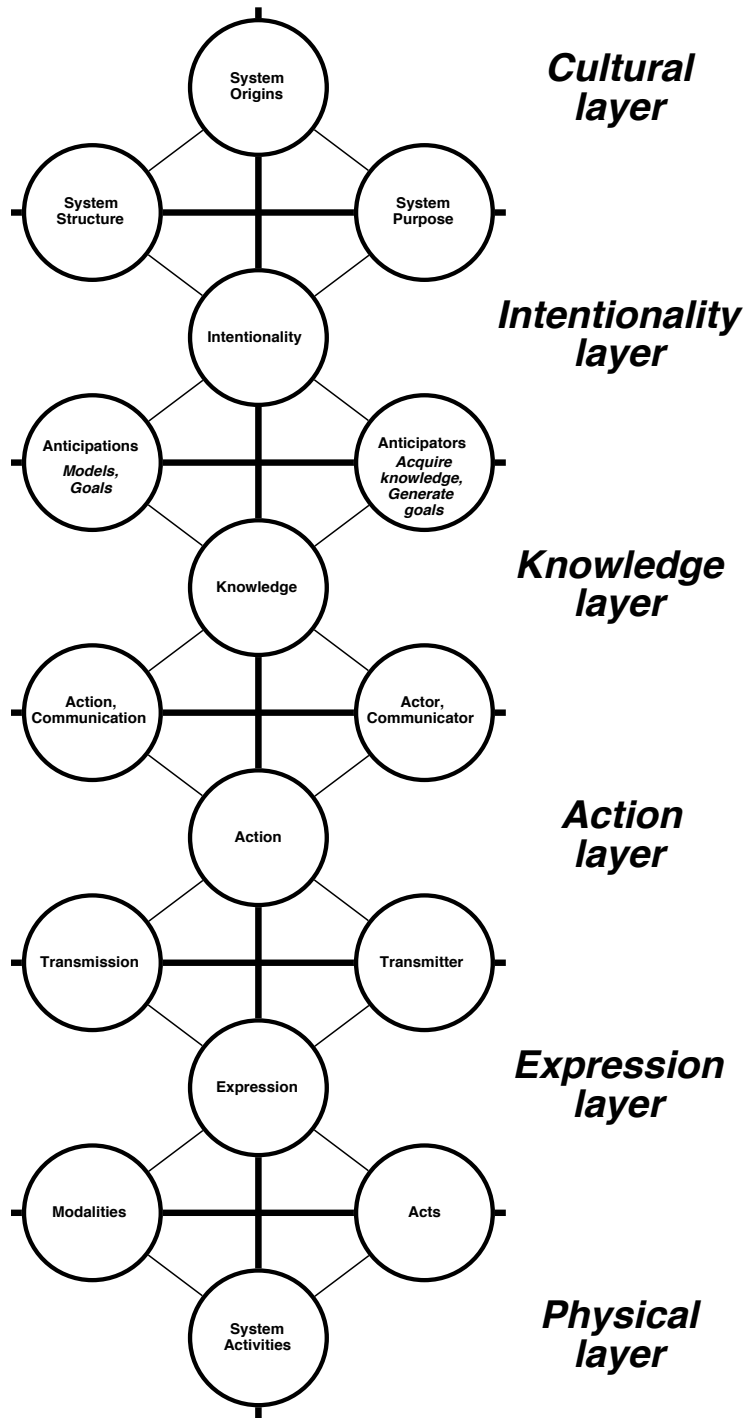 System
Origins
Cultural
layer
System
Structure
System
Purpose
Intentionality
Intentionality
layer
Anticipations
Models,
Goals
Anticipators
Acquire
knowledge,
Generate
goals
Knowledge
Knowledge
layer
Action,
Communication
Actor,
Communicator
Action
Action
layer
Transmission
Transmitter
Expression
Expression
layer
Modalities
Acts
System
Activities
Physical
layer